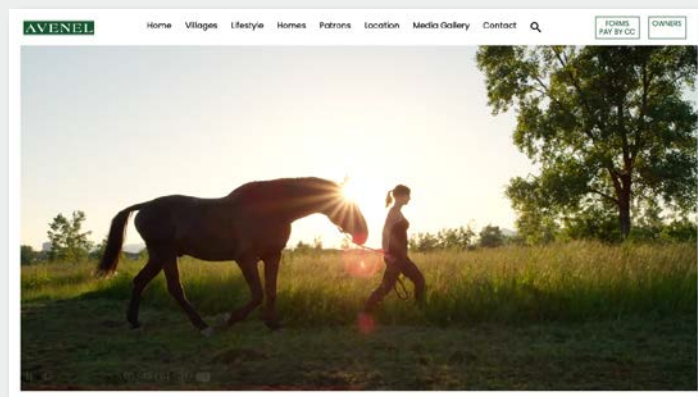 AVENEL
Home Villages Lifestyle Homes Patrons Location Media Gallery Contact
FORMS
PAY BY CC
OWNERS